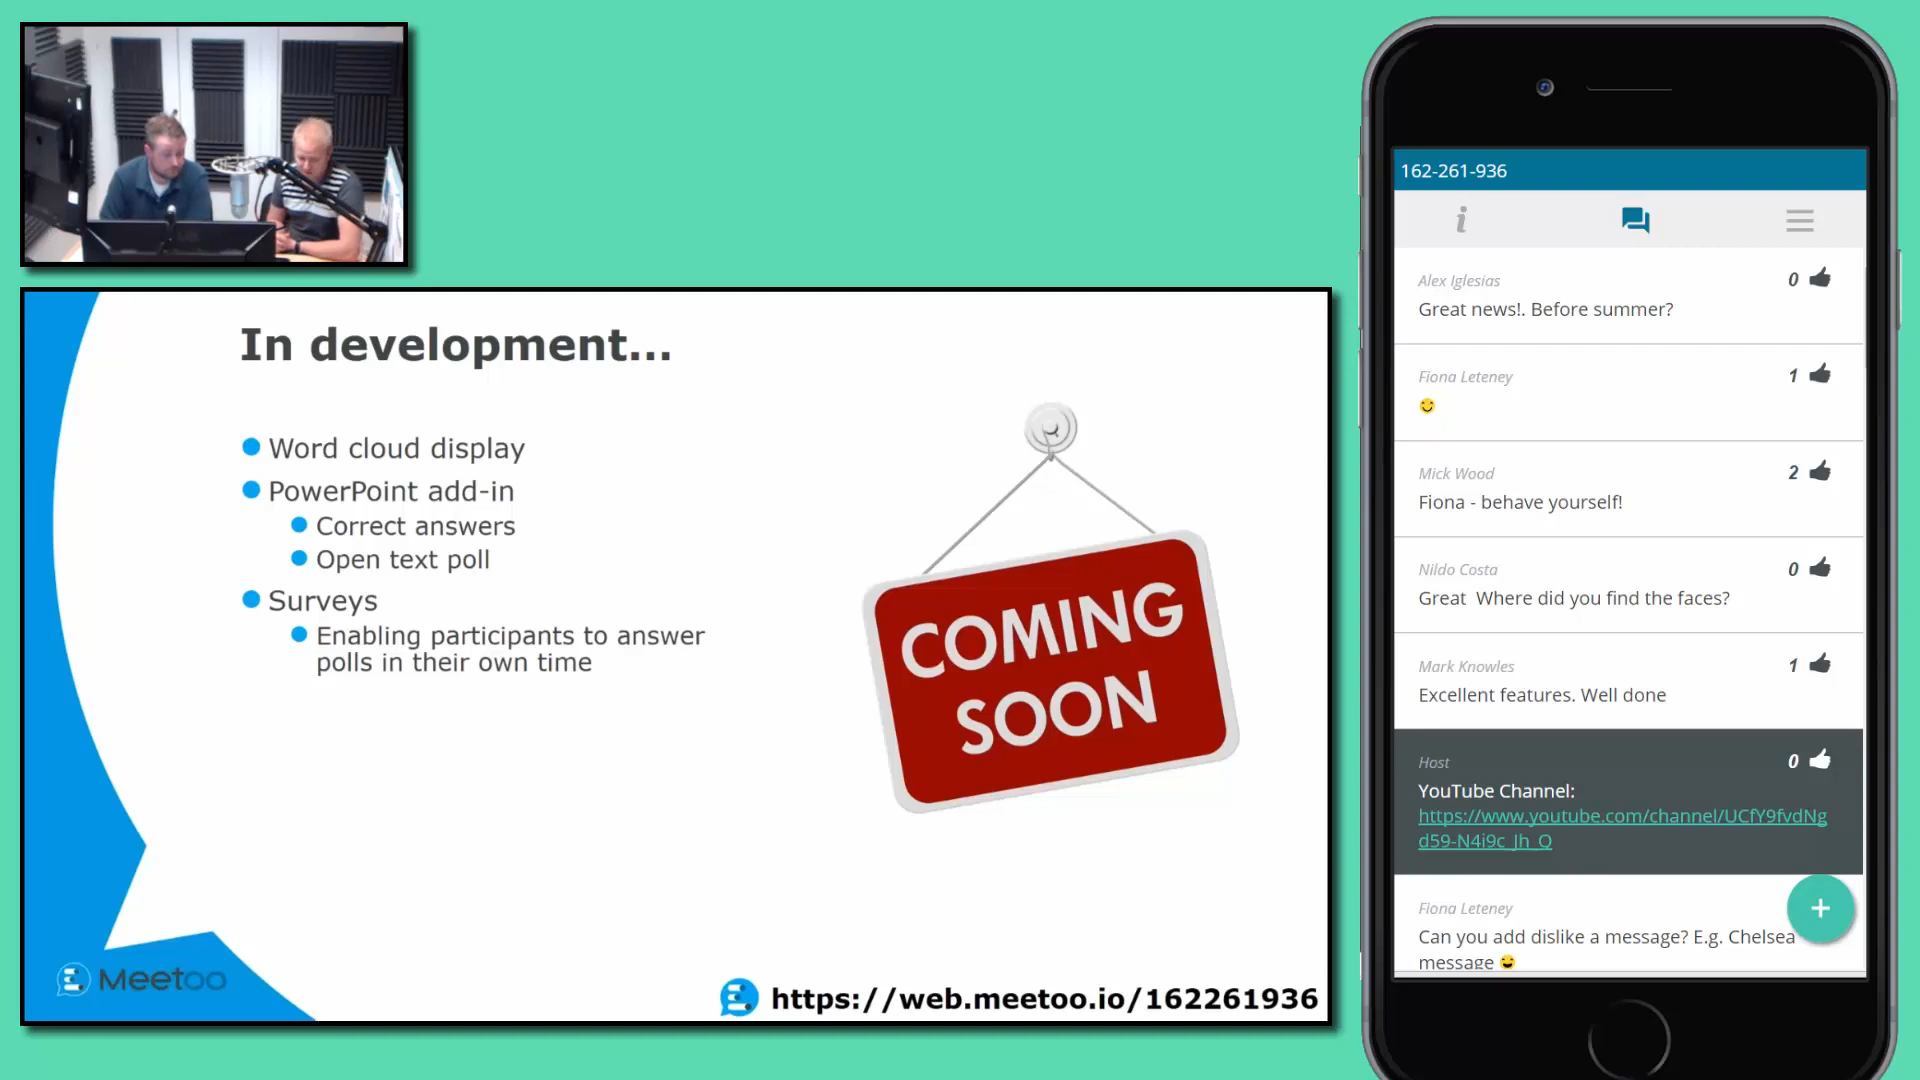 In development...
Word cloud display
PowerPoint add-in
Correct answers
Open text poll
Surveys
Enabling participants to answer
polls in their own time
COMING
SOON
Meetoo
https://web.meetoo.io/162261936
162-261-936
Alex Iglesias
0
Great news!. Before summer?
Fiona Leteney
1
Mick Wood
2
Fiona - behave yourself!
Nildo Costa
0
Great  Where did you find the faces?
Mark Knowles
1
Excellent features. Well done
Host
0
YouTube Channel:
https://www.youtube.com/channel/UCfY9fvdNg
d59-N4i9c_Jh_Q
Fiona Leteney
Can you add dislike a message? E.g. Chelsea
message